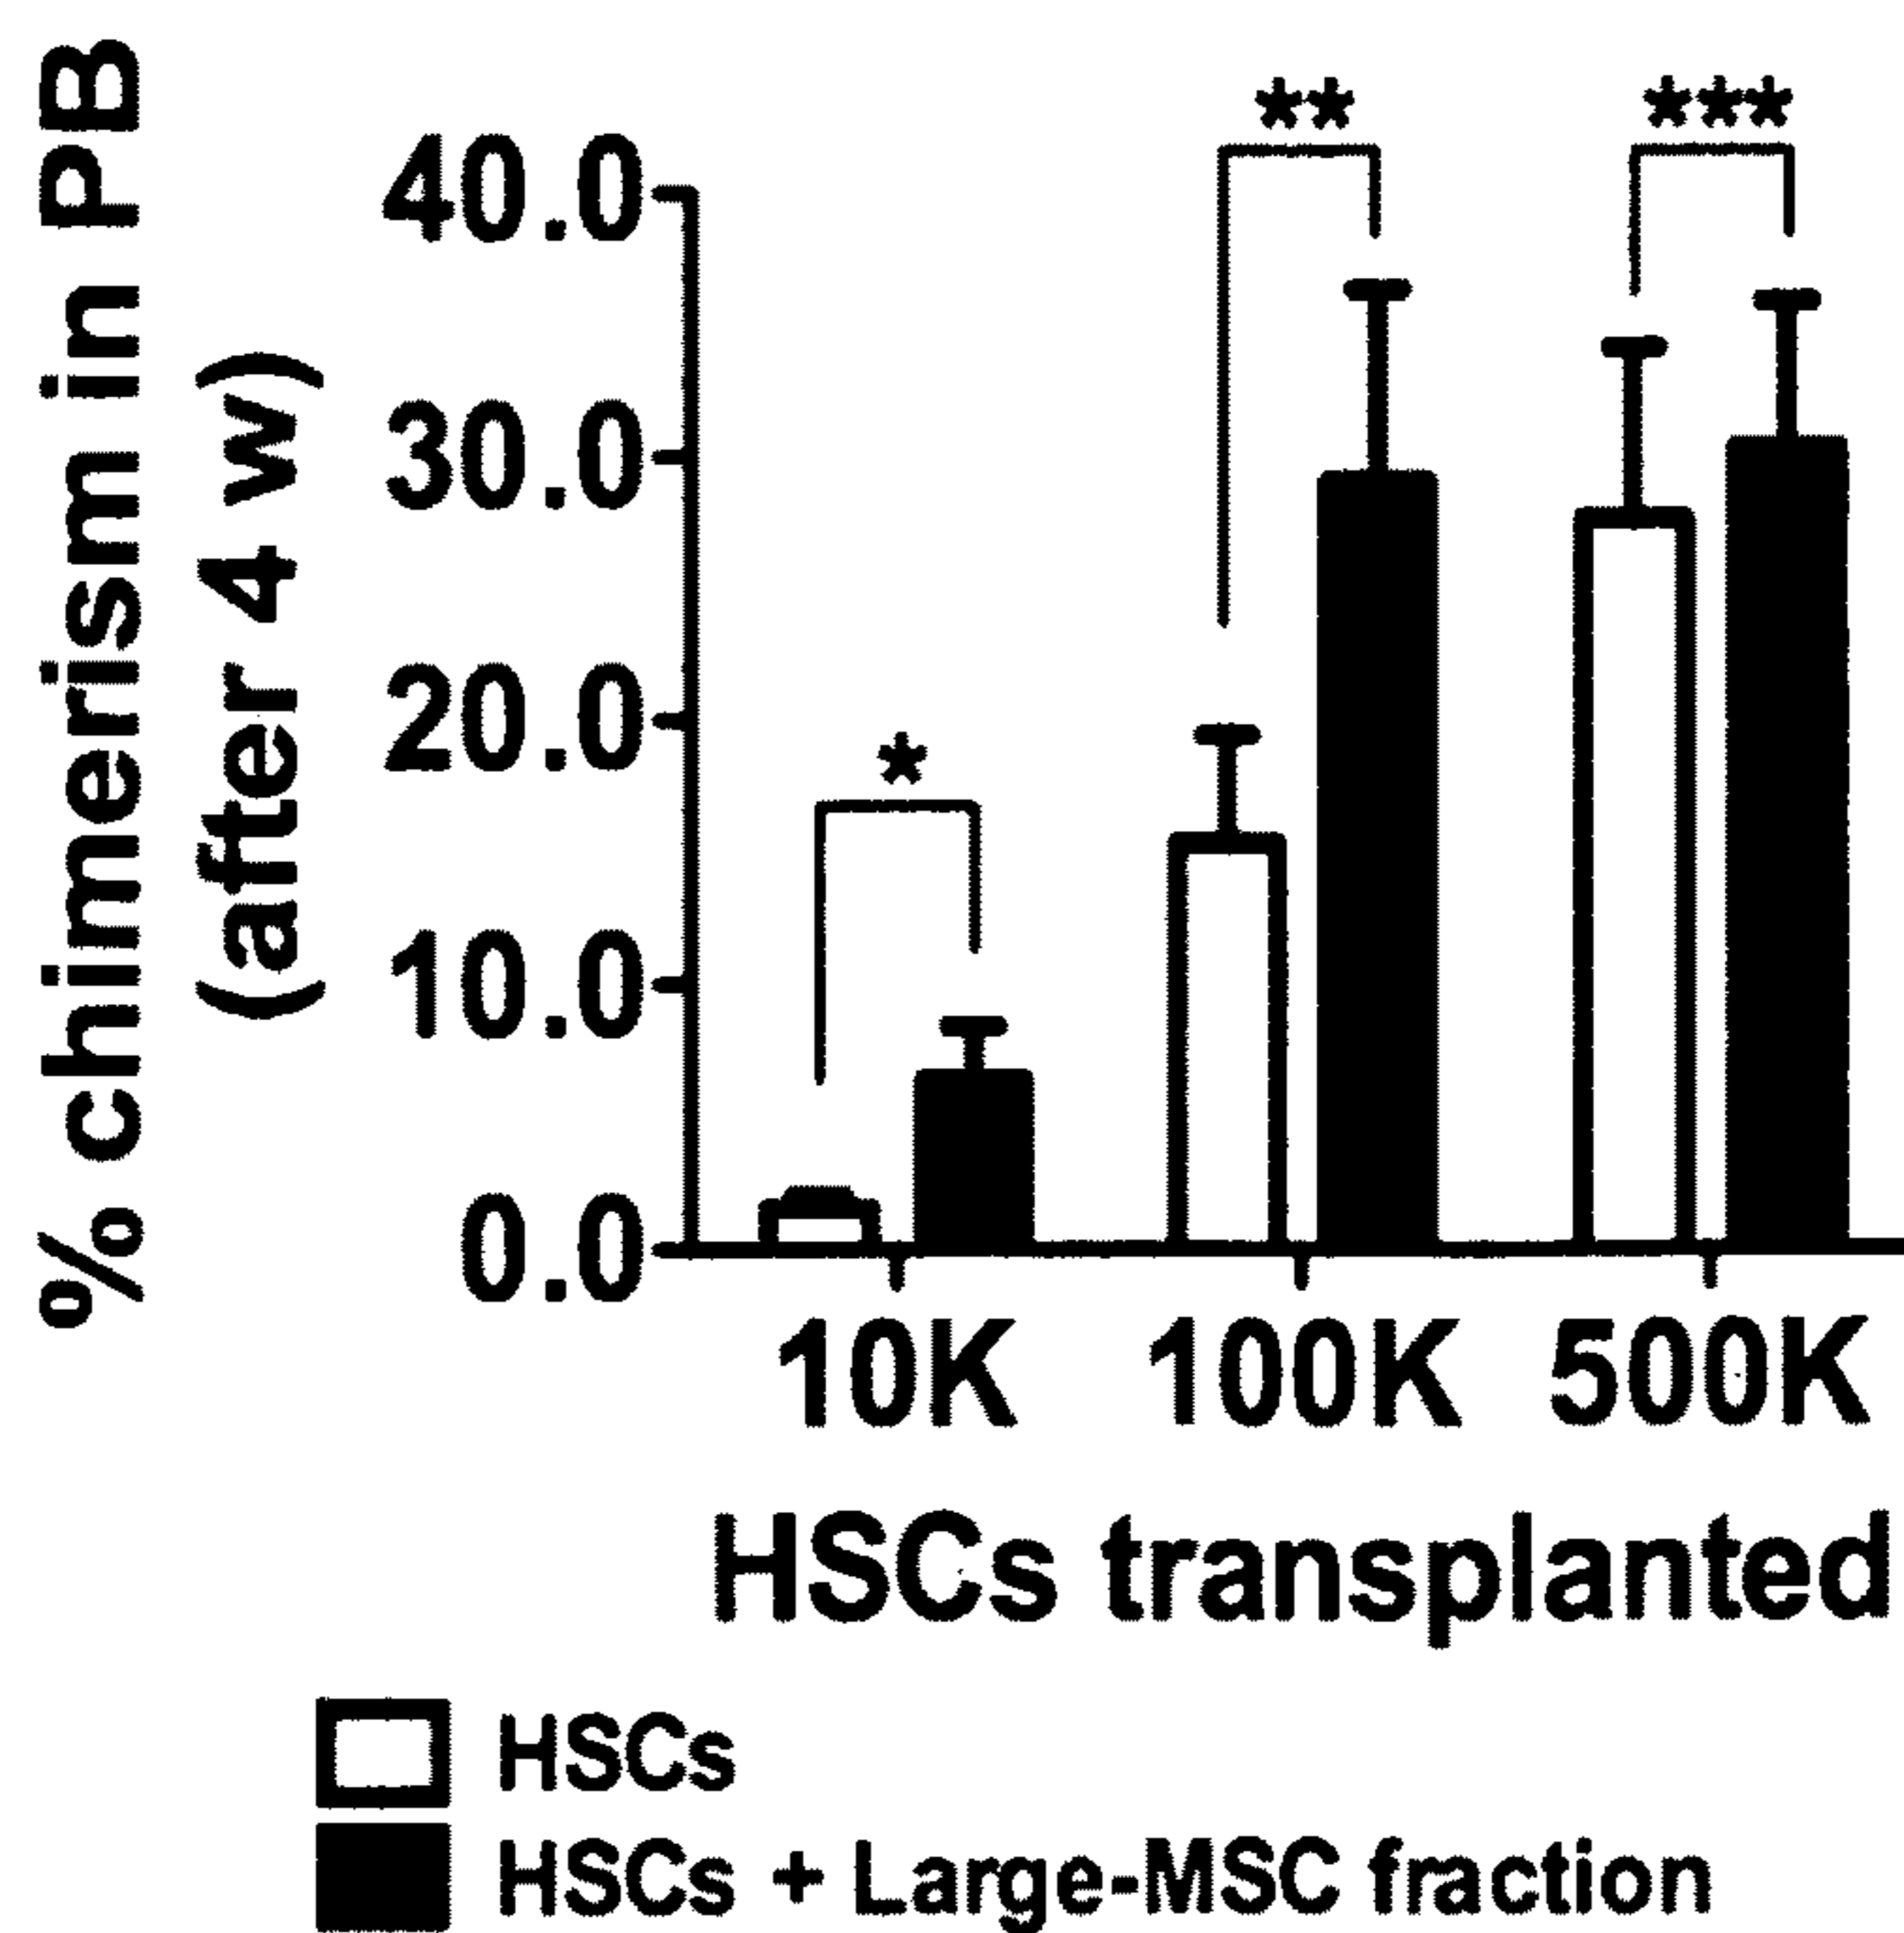 % chimerism in PB
(after 4 w)
** ***
40.0
30.0
20.0
*
10.0
0.0
10K 100K 500K
HSCs transplanted
HSCs
HSCs + Large-MSC fraction